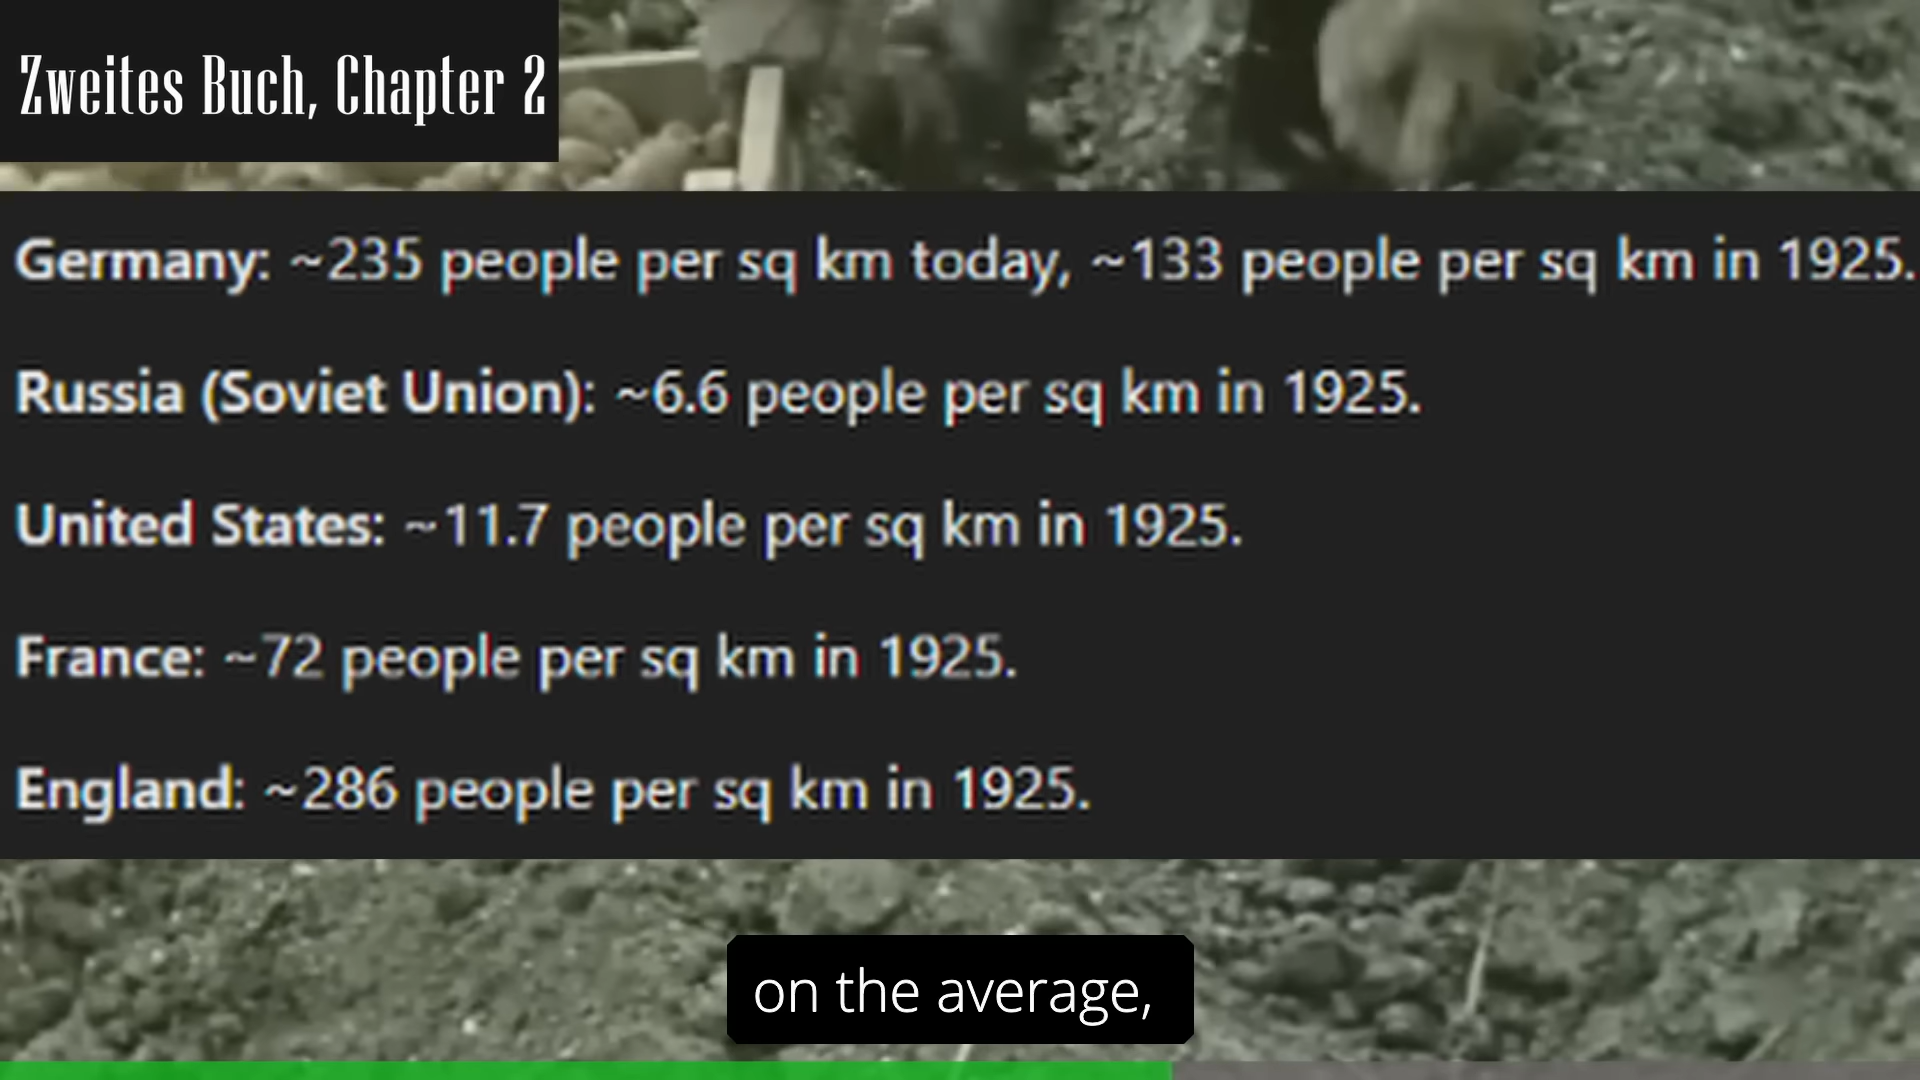 Zweites Buch, Chapter 2
Germany: ~235 people per sq km today, ~133 people per sq km in 1925.
Russia (Soviet Union): ~6.6 people per sq km in 1925.
United States: ~11.7 people per sq km in 1925.
France: ~72 people per sq km in 1925.
England: ~286 people per sq km in 1925.
on the average,